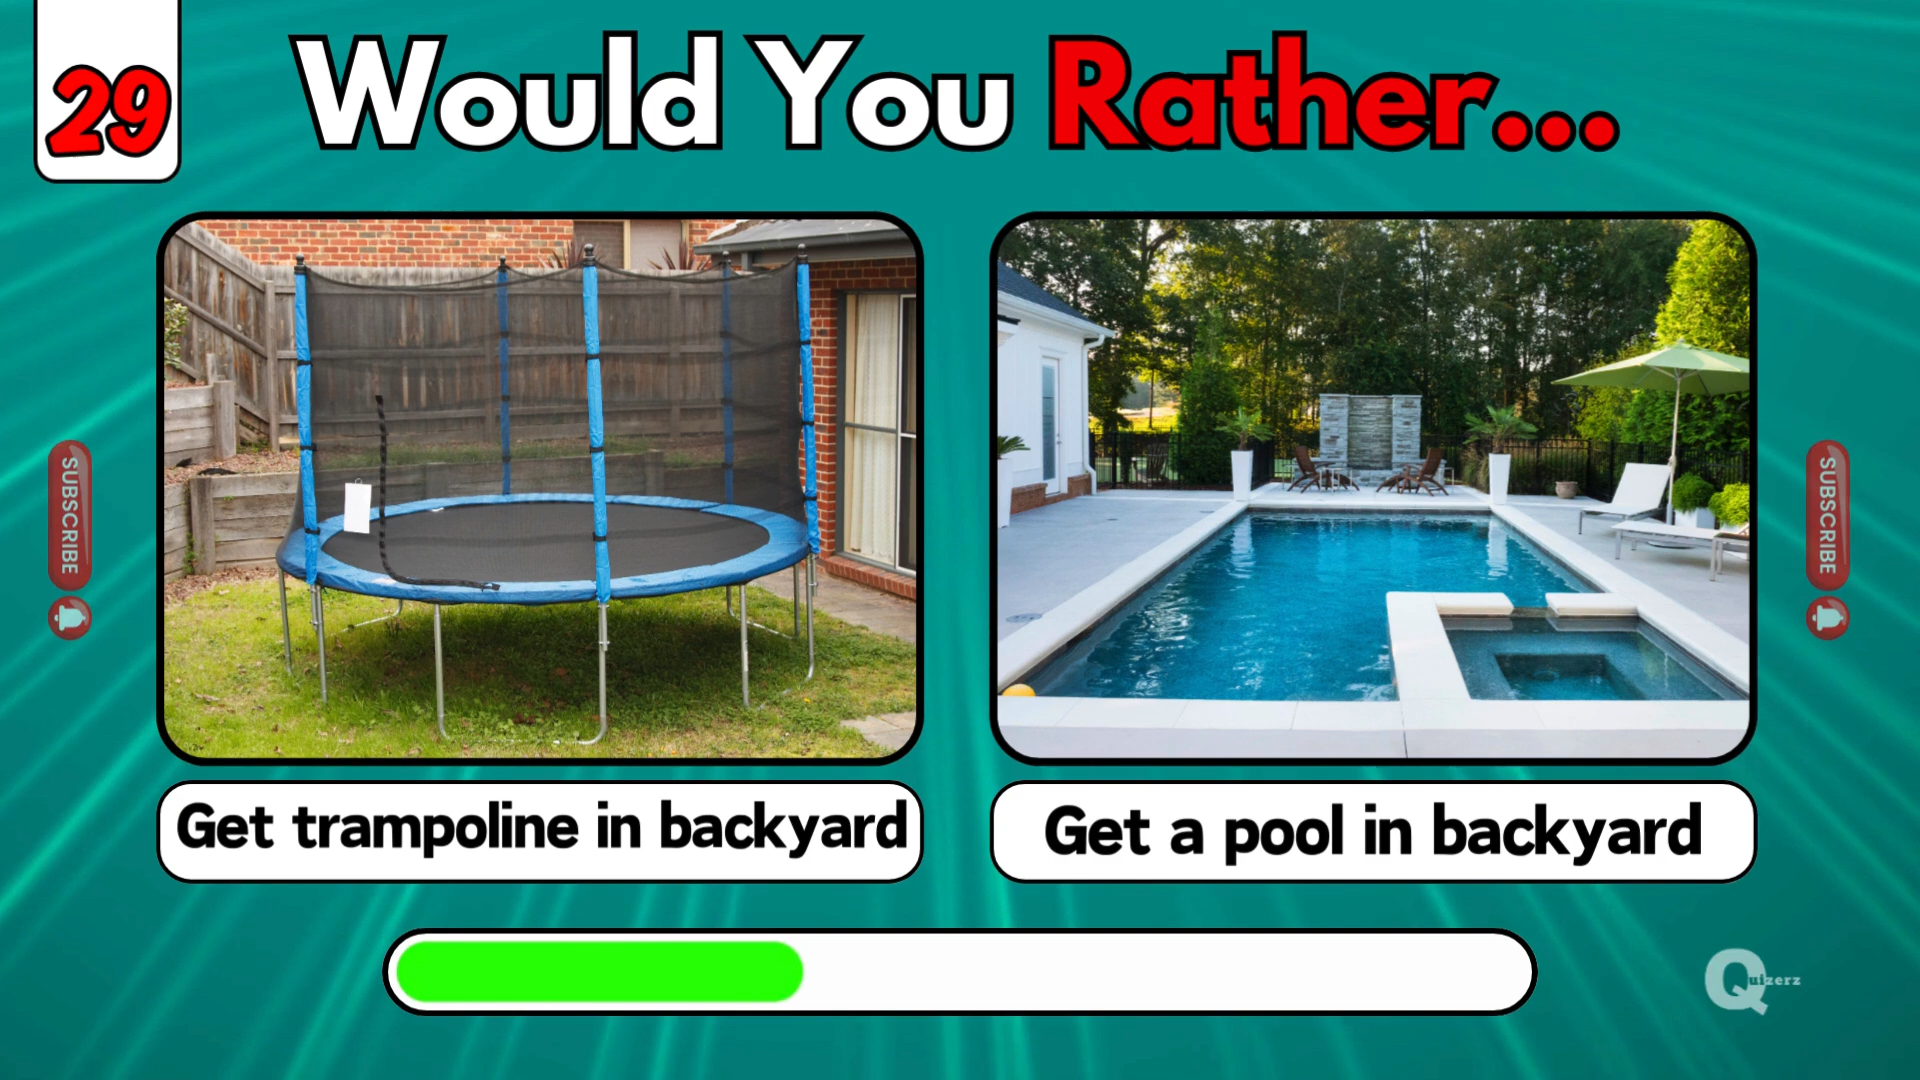 29
Would You Rather...
SUBSCRIBE
SUBSCRIBE
Get trampoline in backyard
Get a pool in backyard
Quizerz